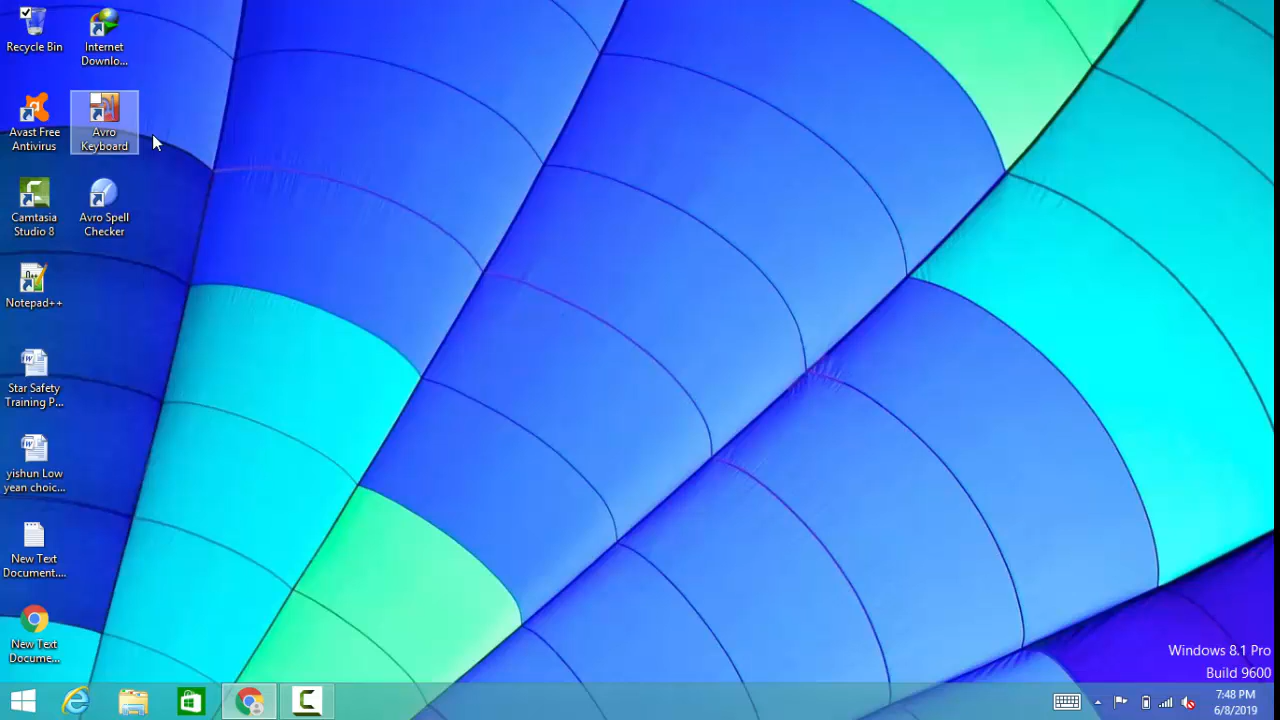 Recycle Bin
Internet
Downlo...
Avast Free
Antivirus
Avro
Keyboard
Camtasia
Studio 8
Avro Spell
Checker
Notepad++
Star Safety
Training P...
yishun Low
yean choic...
New Text
Document....
New Text
Docume...
Windows 8.1 Pro
Build 9600
7:48 PM
6/8/2019